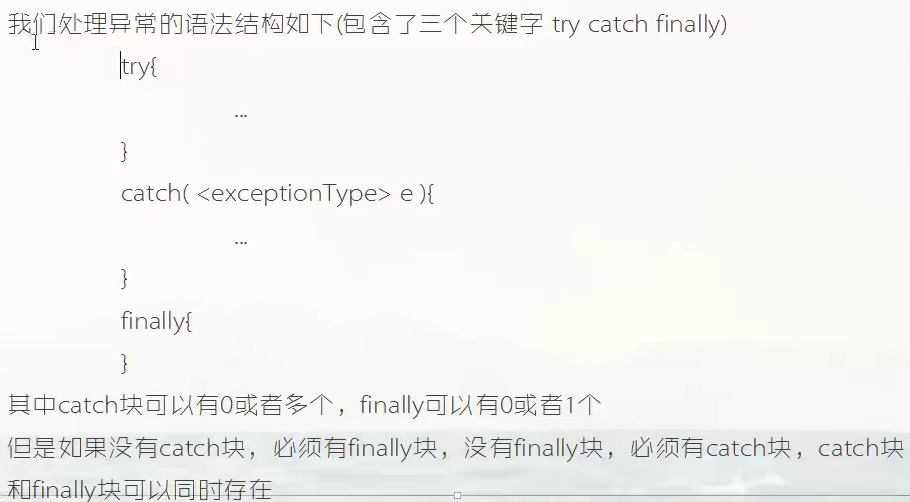 我们处理异常的语法结构如下(包含了三个关键字 try catch finally)
try{
...
}
catch( <exceptionType> e ){
...
}
finally{
}
其中catch块可以有0或者多个，finally可以有0或者1个
但是如果没有catch块，必须有finally块，没有finally块，必须有catch块，catch块
和finally块可以同时存在